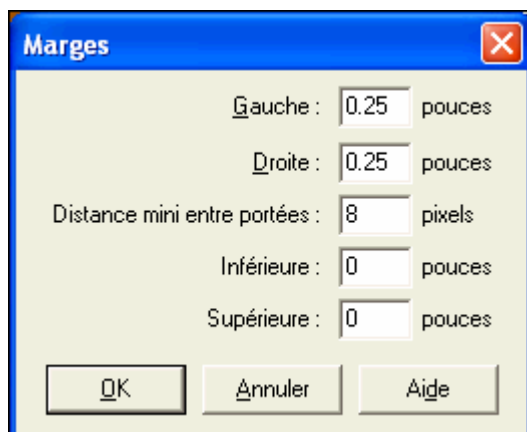 Marges
Gauche : 0.25 pouces
Droite : 0.25 pouces
Distance mini entre portées : 8 pixels
Inférieure : 0 pouces
Supérieure : 0 pouces
OK Annuler Aide